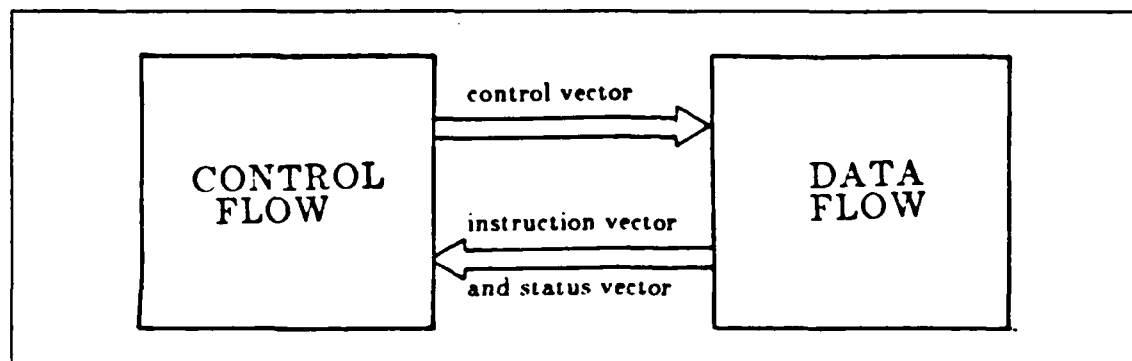 control vector
CONTROL
FLOW
DATA
FLOW
instruction vector
and status vector